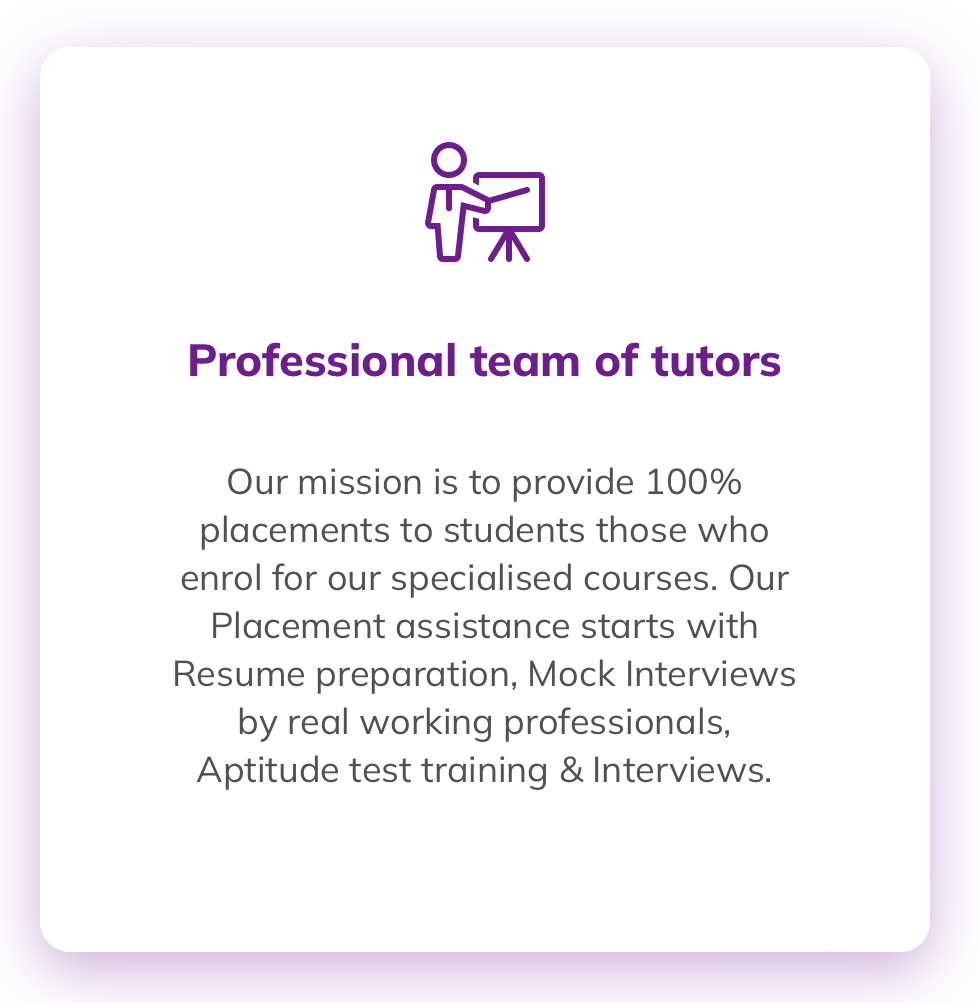 Professional team of tutors
Our mission is to provide 100%
placements to students those who
enrol for our specialised courses. Our
Placement assistance starts with
Resume preparation, Mock Interviews
by real working professionals,
Aptitude test training & Interviews.